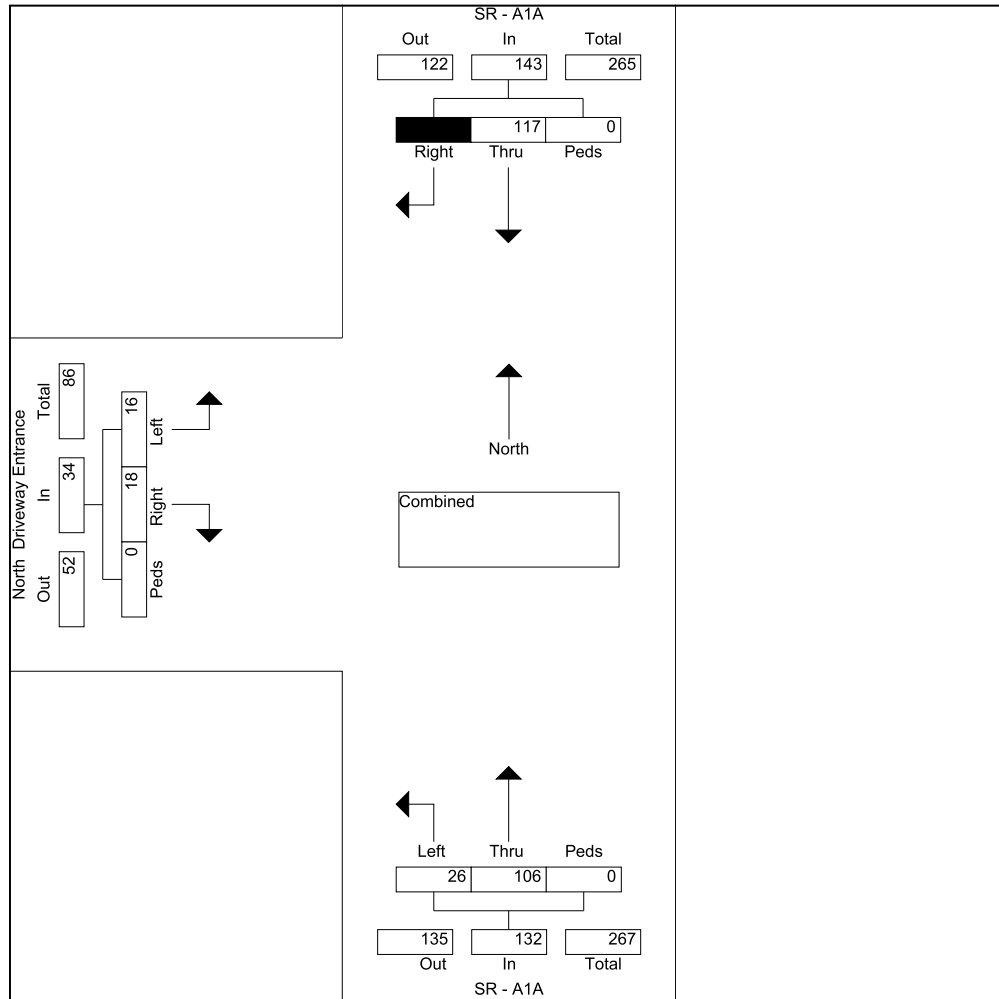 SR - A1A
Out In Total
122 143 265
117 0
Right Thru Peds
North Driveway Entrance
Total In Out
86 34 52
16 18 0
Left Right Peds
North
Combined
Left Thru Peds
26 106 0
135 132 267
Out In Total
SR - A1A